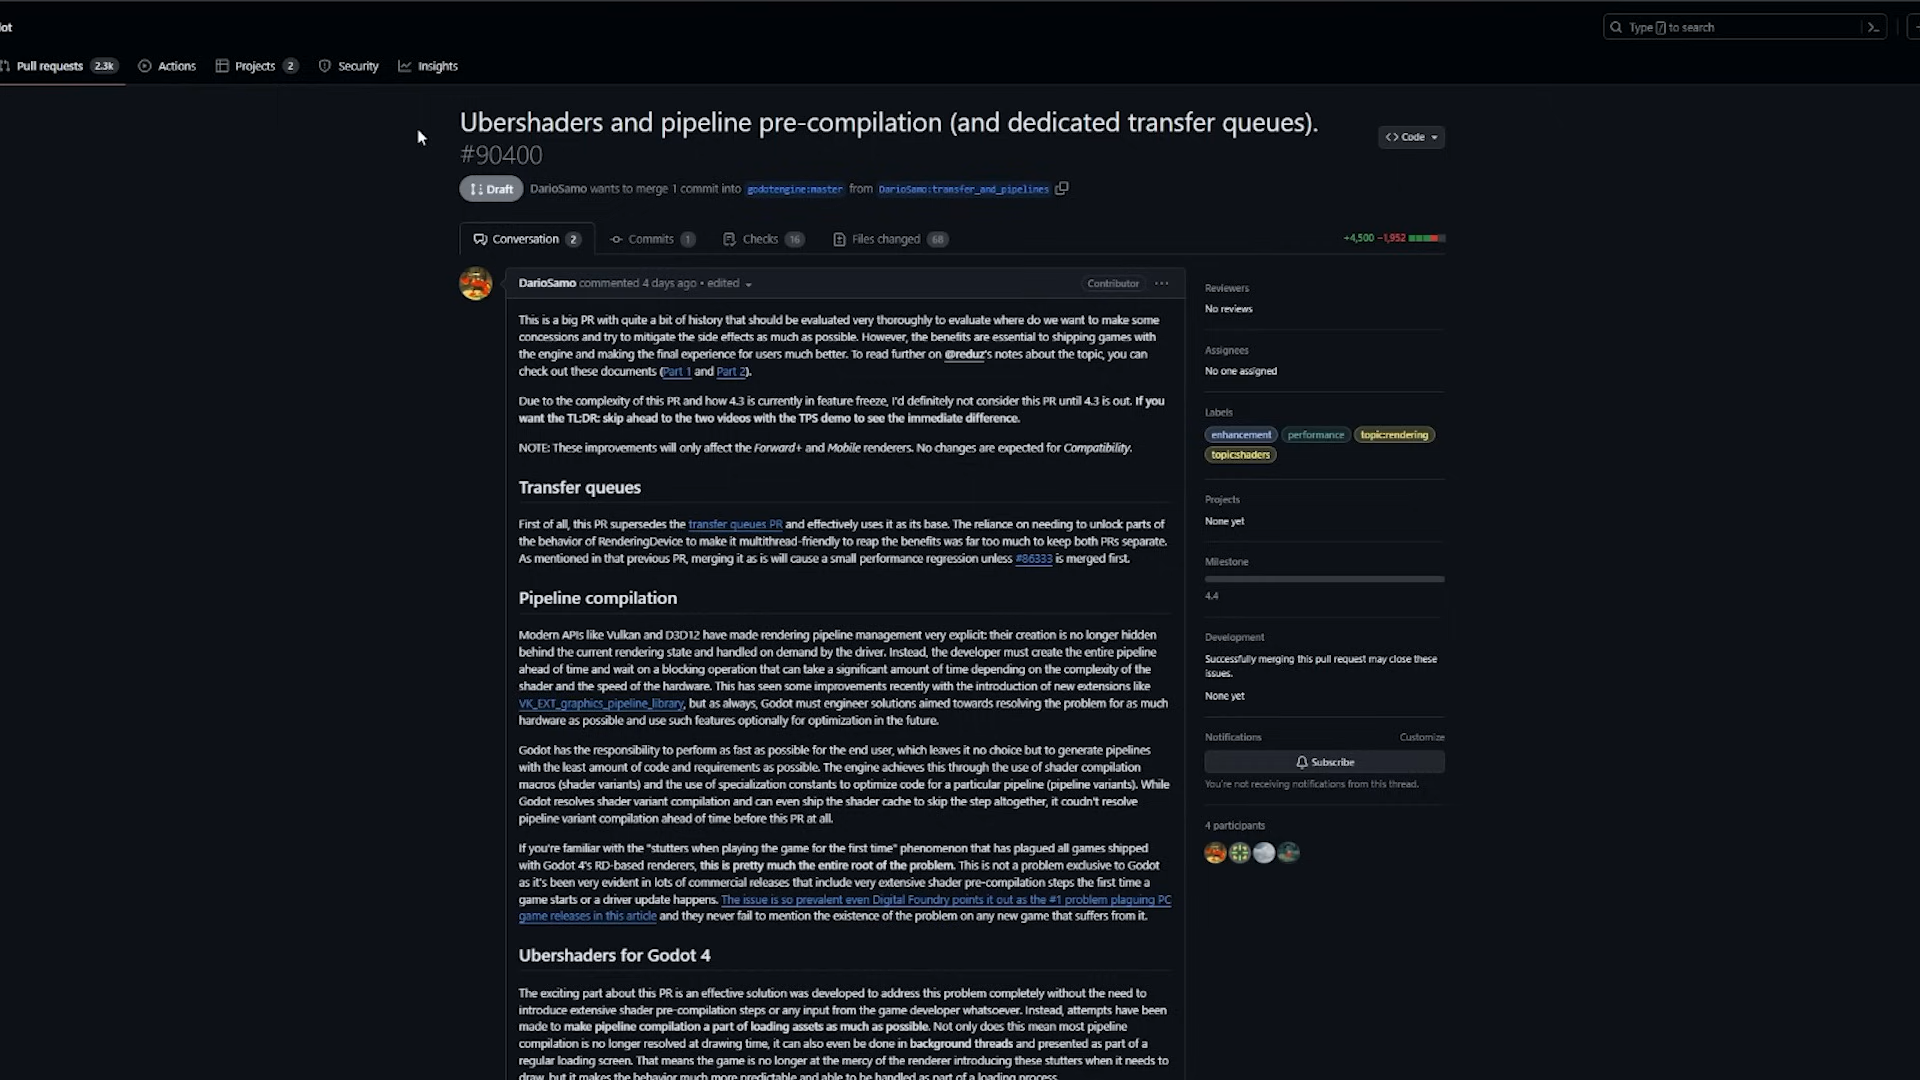 ot
Type / to search
Pull requests 2.3k Actions Projects 2 Security Insights
Ubershaders and pipeline pre-compilation (and dedicated transfer queues).
#90400
Code
Draft DarioSamo wants to merge 1 commit into godotengine:master from DarioSamo:transfer_and_pipelines
Conversation 2 Commits 1 Checks 16 Files changed 68
+4,500 −1,952
DarioSamo commented 4 days ago • edited
Contributor
This is a big PR with quite a bit of history that should be evaluated very thoroughly to evaluate where do we want to make some
concessions and try to mitigate the side effects as much as possible. However, the benefits are essential to shipping games with
the engine and making the final experience for users much better. To read further on @reduz's notes about the topic, you can
check out these documents (Part 1 and Part 2).
Due to the complexity of this PR and how 4.3 is currently in feature freeze, I'd definitely not consider this PR until 4.3 is out. If you
want the TL;DR: skip ahead to the two videos with the TPS demo to see the immediate difference.
NOTE: These improvements will only affect the Forward+ and Mobile renderers. No changes are expected for Compatibility.
Transfer queues
First of all, this PR supersedes the transfer queues PR and effectively uses it as its base. The reliance on needing to unlock parts of
the behavior of RenderingDevice to make it multithread-friendly to reap the benefits was far too much to keep both PRs separate.
As mentioned in that previous PR, merging it as is will cause a small performance regression unless #86333 is merged first.
Pipeline compilation
Modern APIs like Vulkan and D3D12 have made rendering pipeline management very explicit: their creation is no longer hidden
behind the current rendering state and handled on demand by the driver. Instead, the developer must create the entire pipeline
ahead of time and wait on a blocking operation that can take a significant amount of time depending on the complexity of the
shader and the speed of the hardware. This has seen some improvements recently with the introduction of new extensions like
VK_EXT_graphics_pipeline_library, but as always, Godot must engineer solutions aimed towards resolving the problem for as much
hardware as possible and use such features optionally for optimization in the future.
Godot has the responsibility to perform as fast as possible for the end user, which leaves it no choice but to generate pipelines
with the least amount of code and requirements as possible. The engine achieves this through the use of shader compilation
macros (shader variants) and the use of specialization constants to optimize code for a particular pipeline (pipeline variants). While
Godot resolves shader variant compilation and can even ship the shader cache to skip the step altogether, it coudn't resolve
pipeline variant compilation ahead of time before this PR at all.
If you're familiar with the "stutters when playing the game for the first time" phenomenon that has plagued all games shipped
with Godot 4's RD-based renderers, this is pretty much the entire root of the problem. This is not a problem exclusive to Godot
as it's been very evident in lots of commercial releases that include very extensive shader pre-compilation steps the first time a
game starts or a driver update happens. The issue is so prevalent even Digital Foundry points it out as the #1 problem plaguing PC
game releases in this article and they never fail to mention the existence of the problem on any new game that suffers from it.
Ubershaders for Godot 4
The exciting part about this PR is an effective solution was developed to address this problem completely without the need to
introduce extensive shader pre-compilation steps or any input from the game developer whatsoever. Instead, attempts have been
made to make pipeline compilation a part of loading assets as much as possible. Not only does this mean most pipeline
compilation is no longer resolved at drawing time, it can also even be done in background threads and presented as part of a
regular loading screen. That means the game is no longer at the mercy of the renderer introducing these stutters when it needs to
draw, but it makes the behavior much more predictable and able to be handled as part of a loading process.
Reviewers
No reviews
Assignees
No one assigned
Labels
enhancement performance topic:rendering
topic:shaders
Projects
None yet
Milestone
4.4
Development
Successfully merging this pull request may close these
issues.
None yet
Notifications Customize
Subscribe
You're not receiving notifications from this thread.
4 participants